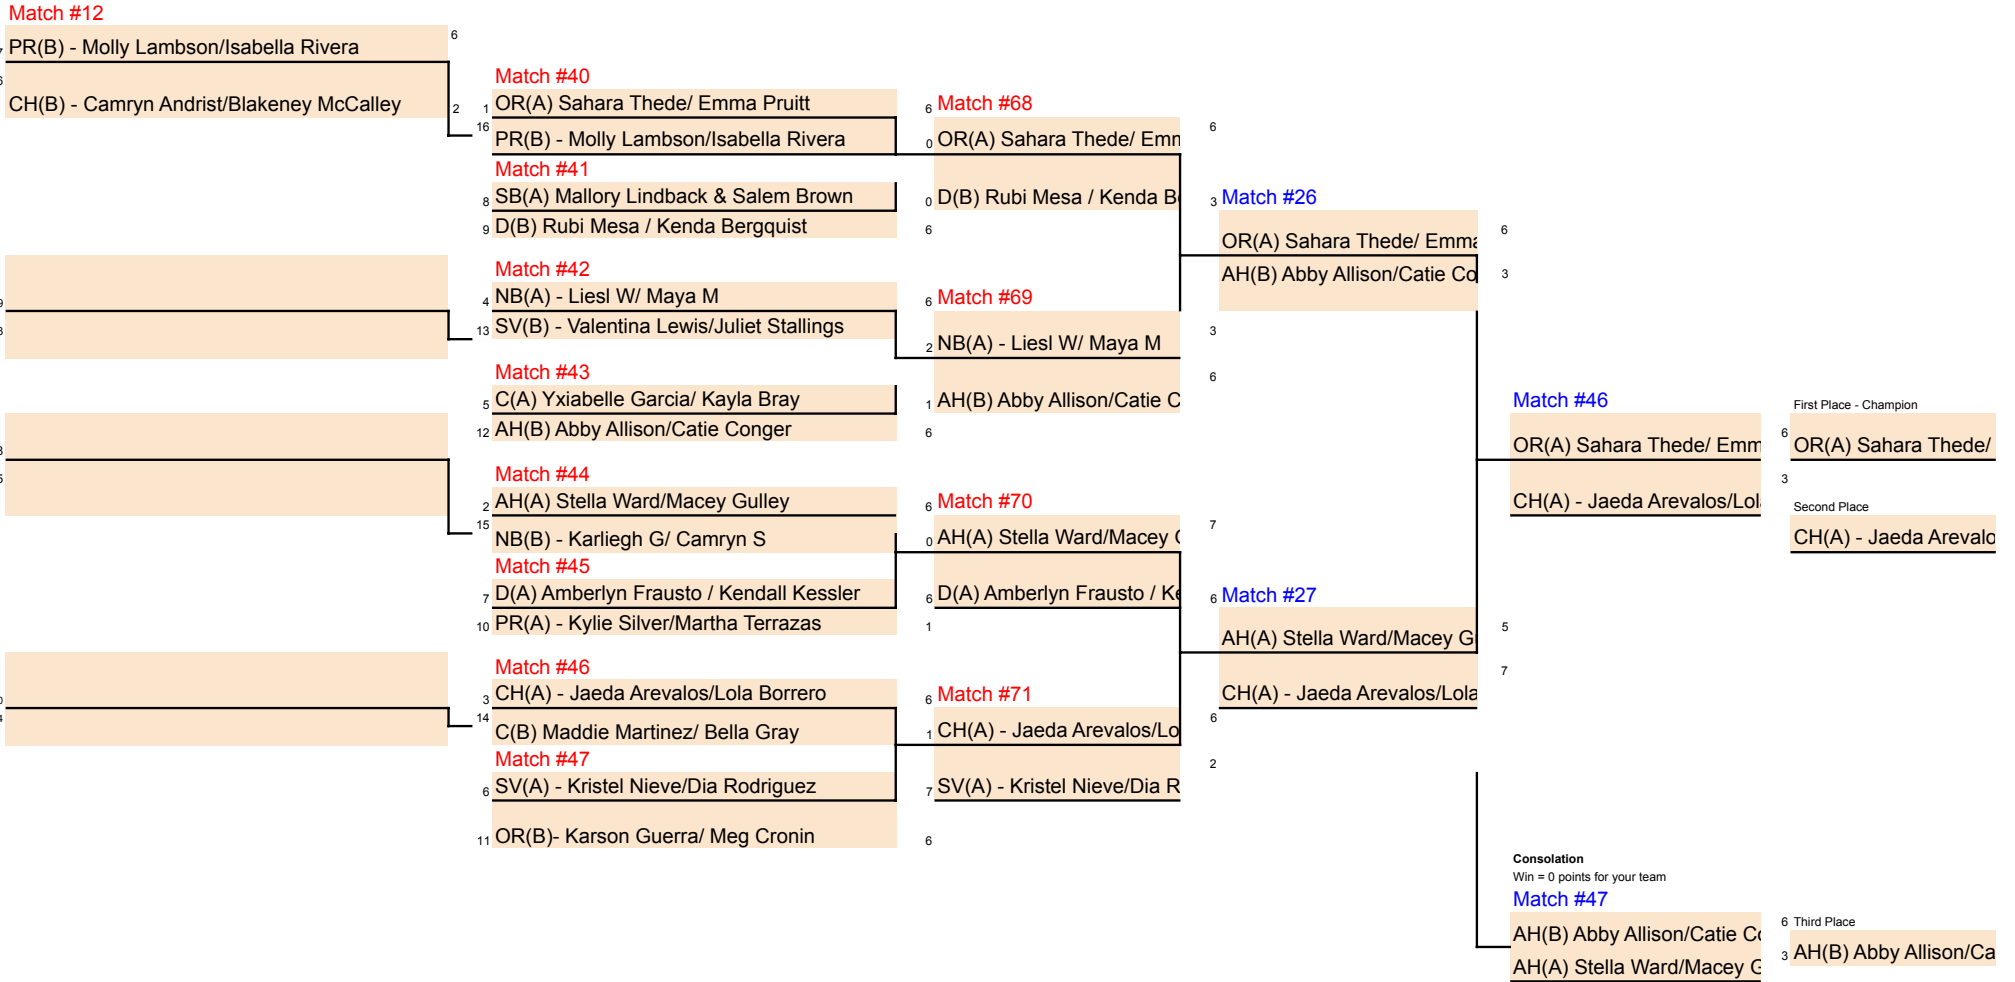 Match #12
PR(B) - Molly Lambson/Isabella Rivera
6
CH(B) - Camryn Andrist/Blakeney McCalley
2
Match #40
1 OR(A) Sahara Thede/ Emma Pruitt
6
16 PR(B) - Molly Lambson/Isabella Rivera
0
Match #41
8 SB(A) Mallory Lindback & Salem Brown
0
9 D(B) Rubi Mesa / Kenda Bergquist
6
Match #42
4 NB(A) - Liesl W/ Maya M
6
13 SV(B) - Valentina Lewis/Juliet Stallings
2
Match #43
5 C(A) Yxiabelle Garcia/ Kayla Bray
1
12 AH(B) Abby Allison/Catie Conger
6
Match #44
2 AH(A) Stella Ward/Macey Gulley
6
15 NB(B) - Karliegh G/ Camryn S
0
Match #45
7 D(A) Amberlyn Frausto / Kendall Kessler
6
10 PR(A) - Kylie Silver/Martha Terrazas
1
Match #46
3 CH(A) - Jaeda Arevalos/Lola Borrero
6
14 C(B) Maddie Martinez/ Bella Gray
1
Match #47
6 SV(A) - Kristel Nieve/Dia Rodriguez
7
11 OR(B)- Karson Guerra/ Meg Cronin
6
Match #68
OR(A) Sahara Thede/ Emm
6
D(B) Rubi Mesa / Kenda B
3
Match #69
NB(A) - Liesl W/ Maya M
3
AH(B) Abby Allison/Catie C
6
Match #70
AH(A) Stella Ward/Macey
7
D(A) Amberlyn Frausto / Ke
6
Match #71
CH(A) - Jaeda Arevalos/Lo
6
SV(A) - Kristel Nieve/Dia R
2
Match #26
OR(A) Sahara Thede/ Emma
6
AH(B) Abby Allison/Catie Co
3
Match #27
AH(A) Stella Ward/Macey G
5
CH(A) - Jaeda Arevalos/Lola
7
Match #46
OR(A) Sahara Thede/ Emm
6
CH(A) - Jaeda Arevalos/Lol
3
First Place - Champion
OR(A) Sahara Thede/
Second Place
CH(A) - Jaeda Arevalo
Consolation
Win = 0 points for your team
Match #47
AH(B) Abby Allison/Catie Co
6
AH(A) Stella Ward/Macey G
3
Third Place
AH(B) Abby Allison/Ca